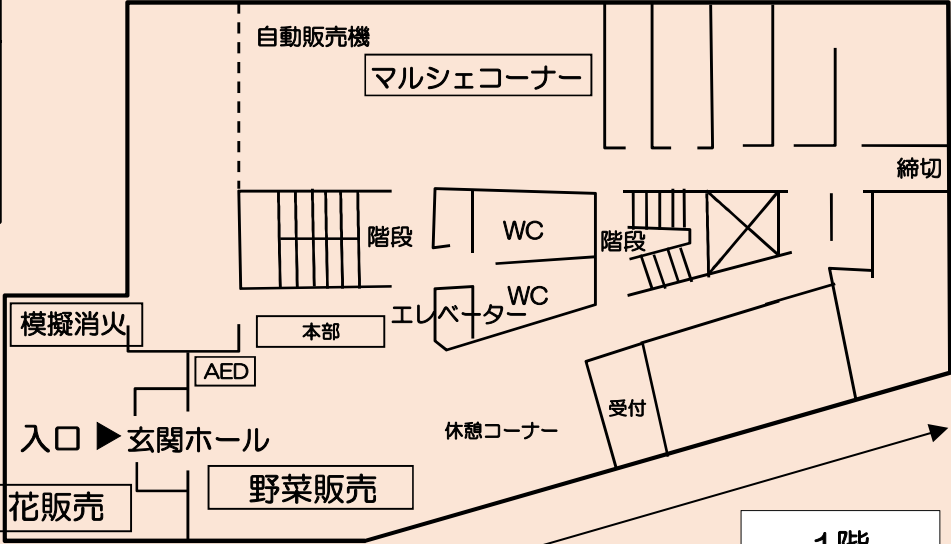 自動販売機
マルシェコーナー
締切
階段
WC
階段
WC
エレベーター
模擬消火
本部
AED
受付
入口
玄関ホール
休憩コーナー
野菜販売
花販売
1階